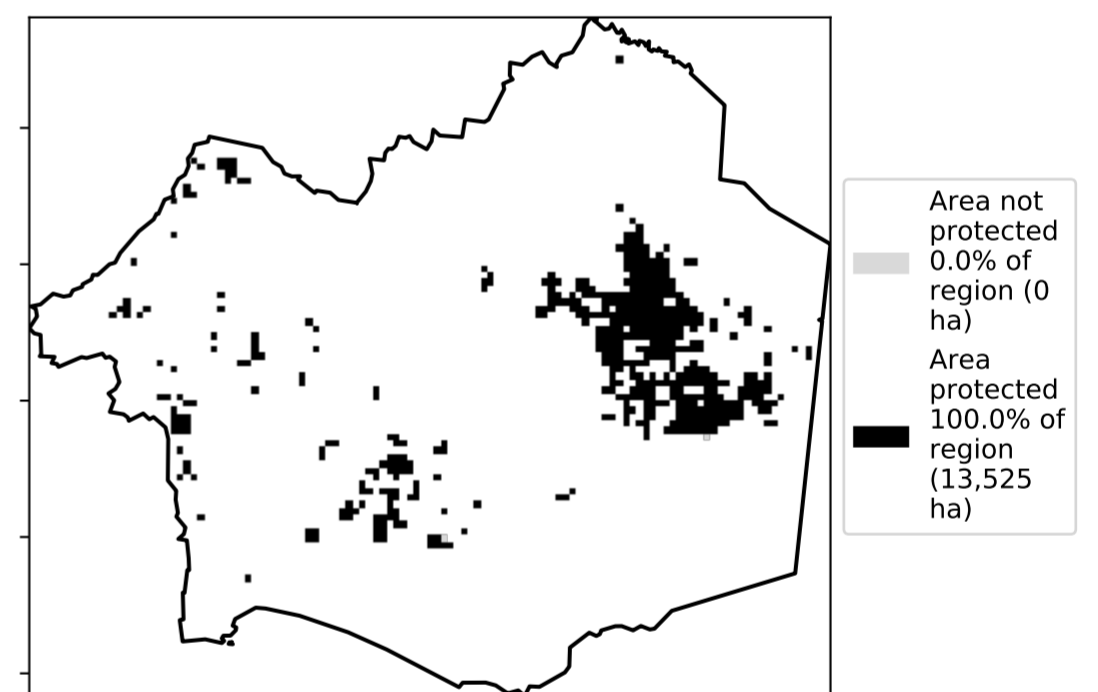 Area not
protected
0.0% of
region (0
ha)
Area
protected
100.0% of
region
(13,525
ha)